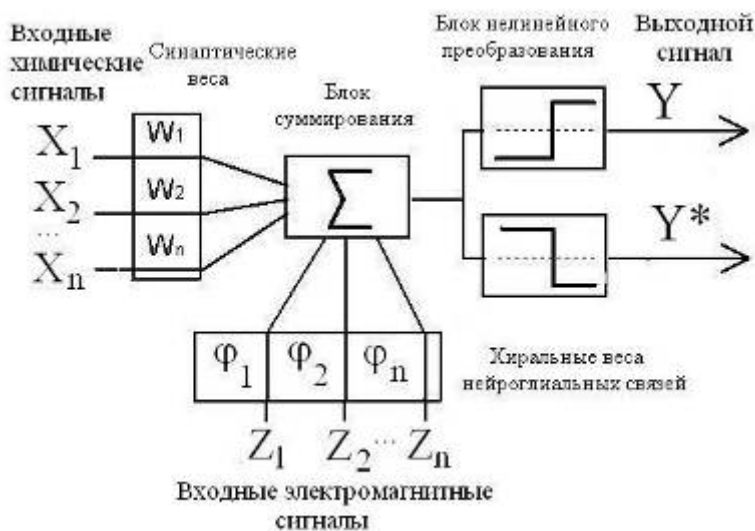 Входные
химические
сигналы
Синаптические
веса
Блок
суммирования
Блок нелинейного
преобразования
Выходной
сигнал
X1
W1
X2
W2
...
Xn
Wn
Σ
Y
Y*
φ1 φ2 φn
Хиральные веса
нейроглиальных связей
Z1 Z2 ... Zn
Входные электромагнитные
сигналы